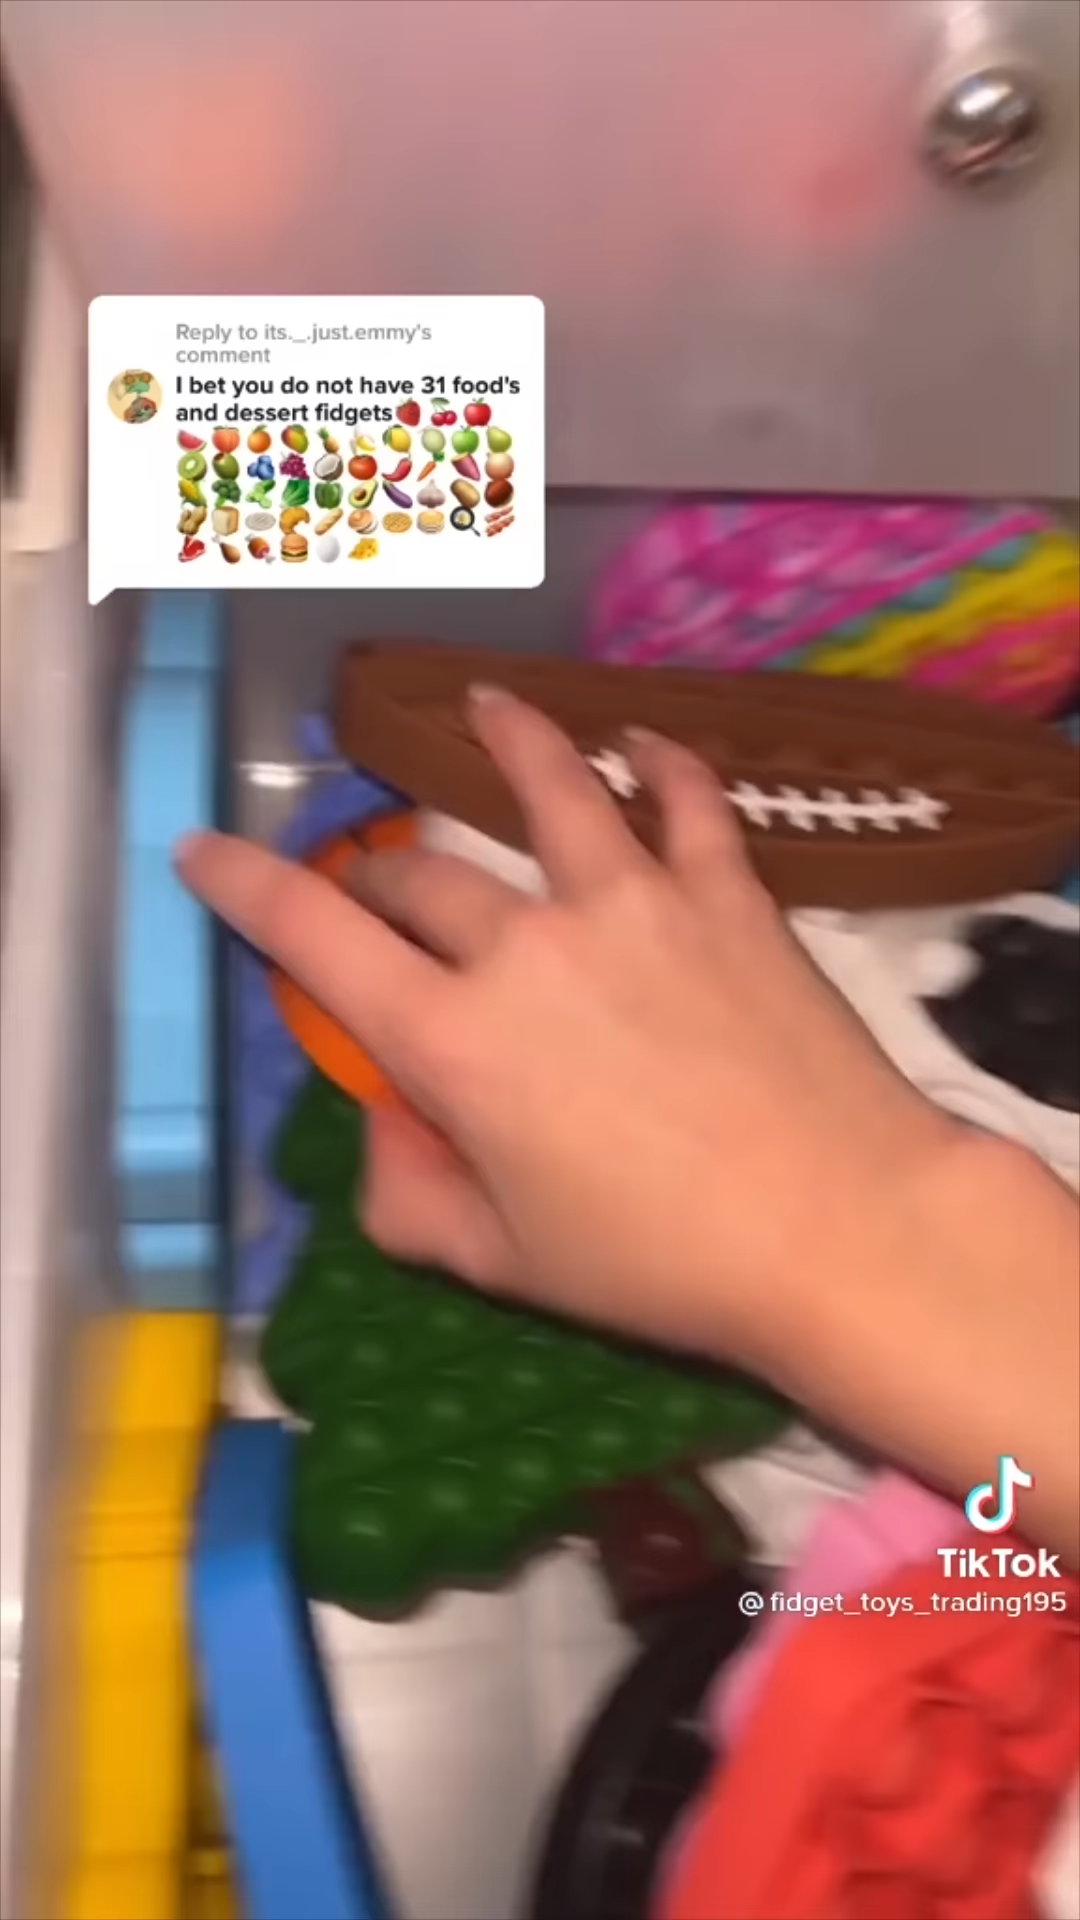 Reply to its._.just.emmy's
comment
I bet you do not have 31 food's
and dessert fidgets🍓🍒🍎
🍉🍑🍊🥭🍍🍌🍋🍈🍏🍐
🥝🫒🫐🍇🥥🍅🌶️🥕🍠🧅
🌽🥦🥒🥬🫑🥑🍆🧄🥔🌰
🥜🍞🫓🥐🥖🥯🧇🥞🍳🥓
🥩🍗🍖🍔🥚🧀
TikTok
@fidget_toys_trading195